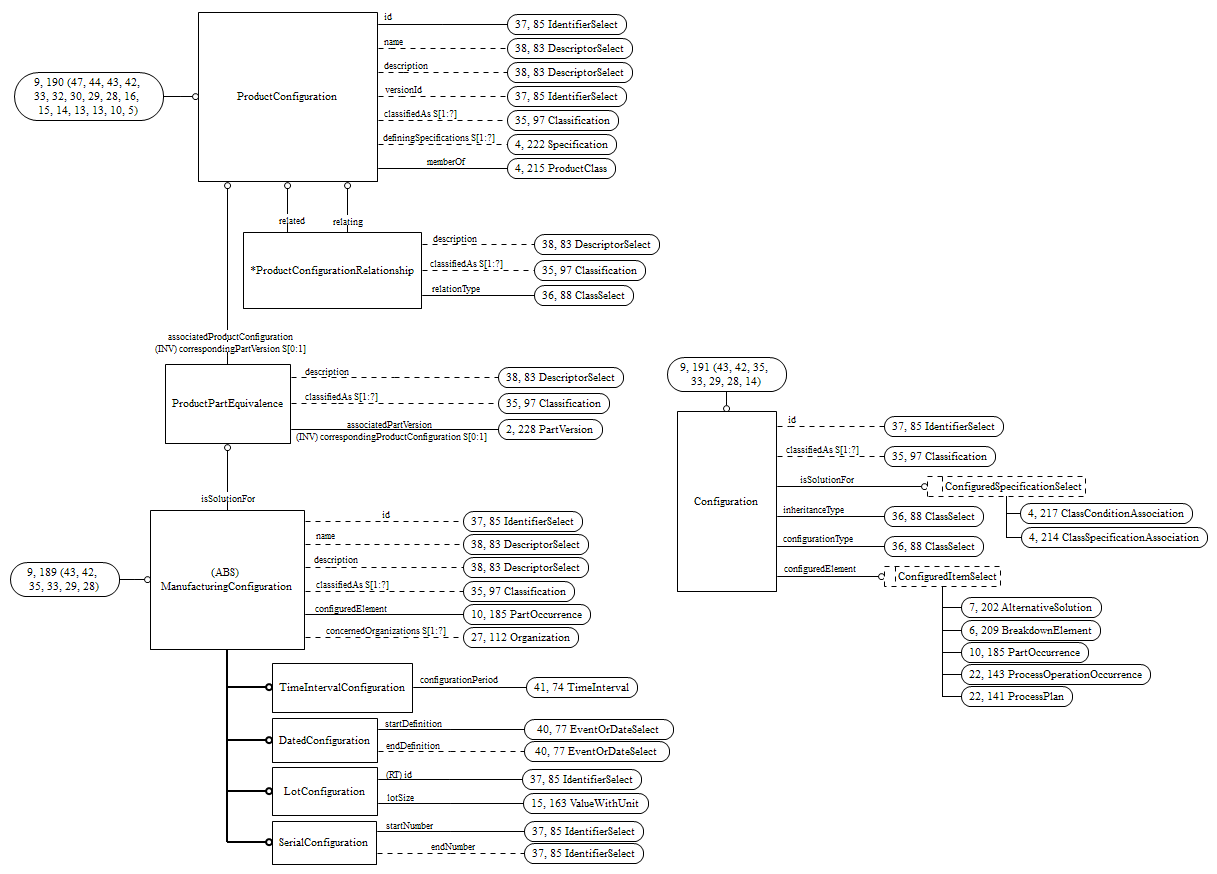 id
37, 85 IdentifierSelect
name
38, 83 DescriptorSelect
description
38, 83 DescriptorSelect
9, 190 (47, 44, 43, 42,
33, 32, 30, 29, 28, 16,
15, 14, 13, 13, 10, 5)
ProductConfiguration
versionId
37, 85 IdentifierSelect
classifiedAs S[1:?]
35, 97 Classification
definingSpecifications S[1:?]
4, 222 Specification
memberOf
4, 215 ProductClass
related
relating
*ProductConfigurationRelationship
description
38, 83 DescriptorSelect
classifiedAs S[1:?]
35, 97 Classification
relationType
36, 88 ClassSelect
associatedProductConfiguration
(INV) correspondingPartVersion S[0:1]
ProductPartEquivalence
description
38, 83 DescriptorSelect
classifiedAs S[1:?]
35, 97 Classification
associatedPartVersion
(INV) correspondingProductConfiguration S[0:1]
2, 228 PartVersion
isSolutionFor
9, 189 (43, 42,
35, 33, 29, 28)
(ABS)
ManufacturingConfiguration
id
37, 85 IdentifierSelect
name
38, 83 DescriptorSelect
description
38, 83 DescriptorSelect
classifiedAs S[1:?]
35, 97 Classification
configuredElement
10, 185 PartOccurrence
concernedOrganizations S[1:?]
27, 112 Organization
TimeIntervalConfiguration
configurationPeriod
41, 74 TimeInterval
DatedConfiguration
startDefinition
40, 77 EventOrDateSelect
endDefinition
40, 77 EventOrDateSelect
LotConfiguration
(RT) id
37, 85 IdentifierSelect
lotSize
15, 163 ValueWithUnit
SerialConfiguration
startNumber
37, 85 IdentifierSelect
endNumber
37, 85 IdentifierSelect
9, 191 (43, 42, 35,
33, 29, 28, 14)
Configuration
id
37, 85 IdentifierSelect
classifiedAs S[1:?]
35, 97 Classification
isSolutionFor
ConfiguredSpecificationSelect
4, 217 ClassConditionAssociation
4, 214 ClassSpecificationAssociation
inheritanceType
36, 88 ClassSelect
configurationType
36, 88 ClassSelect
configuredElement
ConfiguredItemSelect
7, 202 AlternativeSolution
6, 209 BreakdownElement
10, 185 PartOccurrence
22, 143 ProcessOperationOccurrence
22, 141 ProcessPlan